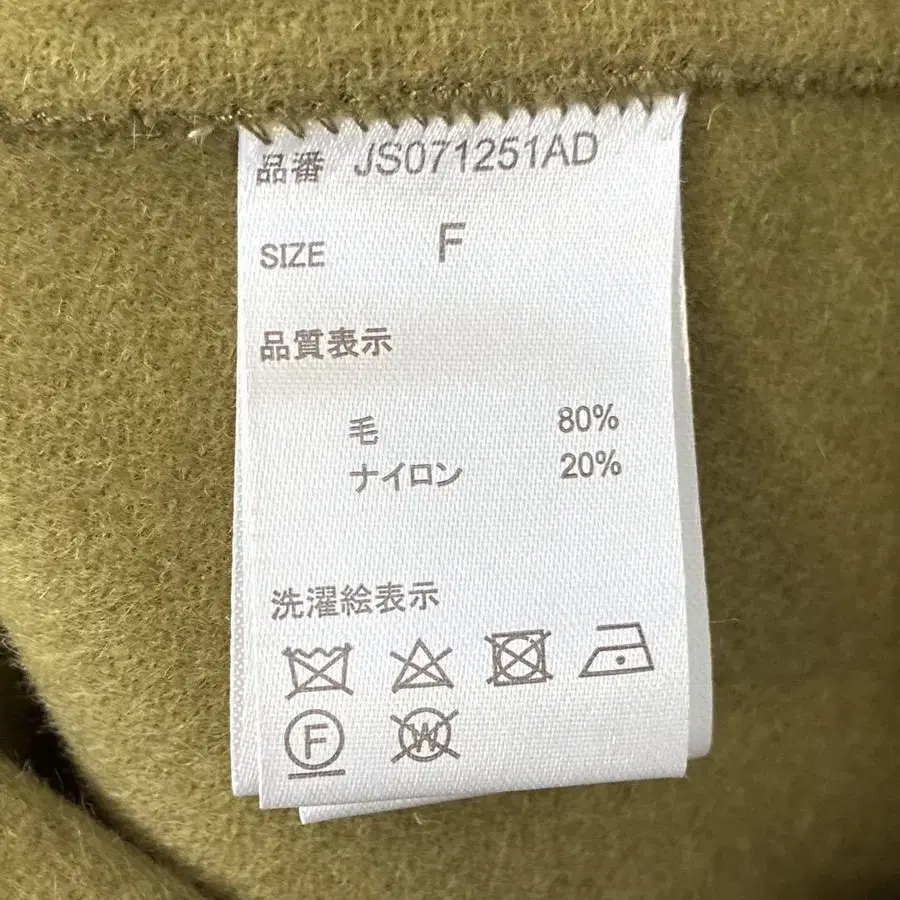 品番 JS071251AD
SIZE F
品質表示
毛 80%
ナイロン 20%
洗濯絵表示
F W